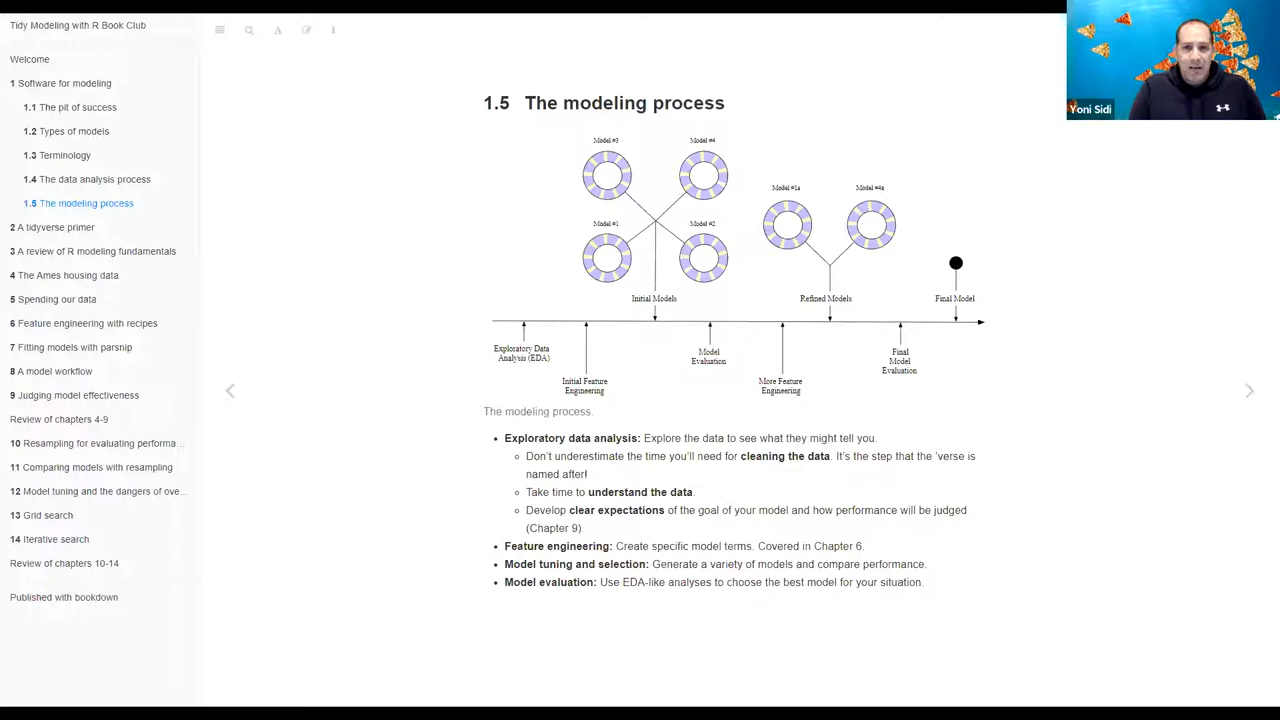 Tidy Modeling with R Book Club
Welcome
1 Software for modeling
1.1 The pit of success
1.2 Types of models
1.3 Terminology
1.4 The data analysis process
1.5 The modeling process
2 A tidyverse primer
3 A review of R modeling fundamentals
4 The Ames housing data
5 Spending our data
6 Feature engineering with recipes
7 Fitting models with parsnip
8 A model workflow
9 Judging model effectiveness
Review of chapters 4-9
10 Resampling for evaluating performa…
11 Comparing models with resampling
12 Model tuning and the dangers of ove…
13 Grid search
14 Iterative search
Review of chapters 10-14
Published with bookdown
1.5 The modeling process
Model #3
Model #4
Model #1
Model #2
Model #1a
Model #4a
Initial Models
Refined Models
Final Model
Exploratory Data
Analysis (EDA)
Initial Feature
Engineering
Model
Evaluation
More Feature
Engineering
Final
Model
Evaluation
The modeling process.
• Exploratory data analysis: Explore the data to see what they might tell you.
Don't underestimate the time you'll need for cleaning the data. It's the step that the 'verse is
named after!
Take time to understand the data.
Develop clear expectations of the goal of your model and how performance will be judged
(Chapter 9).
• Feature engineering: Create specific model terms. Covered in Chapter 6.
• Model tuning and selection: Generate a variety of models and compare performance.
• Model evaluation: Use EDA-like analyses to choose the best model for your situation.
Yoni Sidi